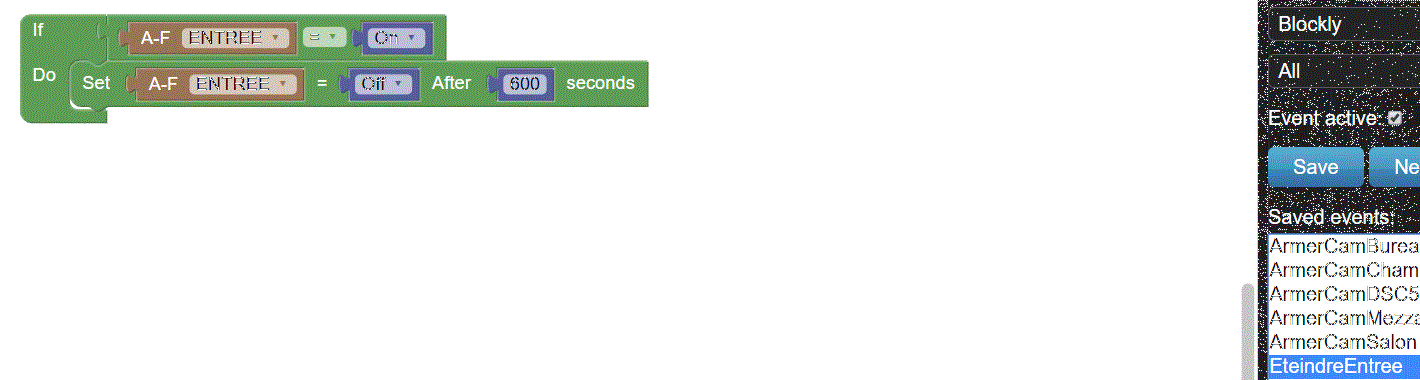 If A-F ENTREE = On
Do Set A-F ENTREE = Off After 600 seconds
Blockly
All
Event active:
Save Ne
Saved events:
ArmerCamBurea
ArmerCamCham
ArmerCamDSC5
ArmerCamMezza
ArmerCamSalon
EteindreEntree